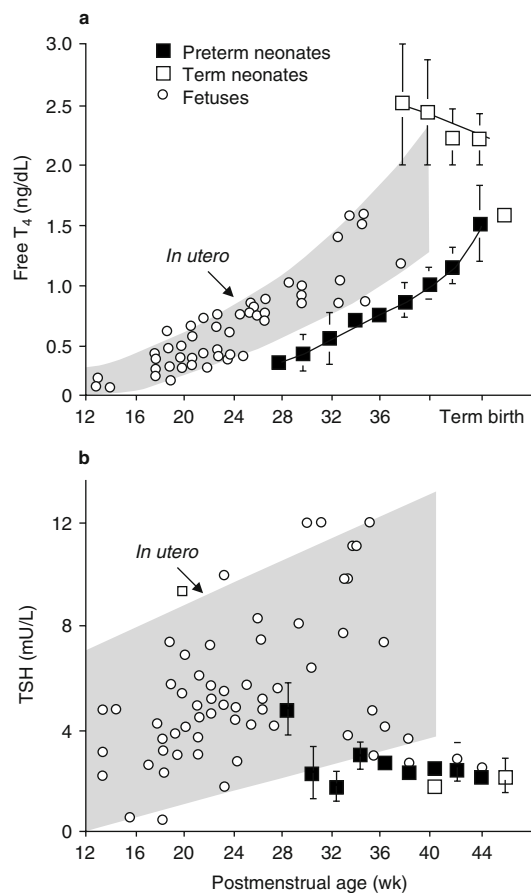 a
Preterm neonates
Term neonates
Fetuses
3.0
2.5
2.0
1.5
1.0
0.5
0
Free T₄ (ng/dL)
In utero
12 16 20 24 28 32 36 Term birth
b
In utero
12
8
4
0
TSH (mU/L)
12 16 20 24 28 32 36 40 44
Postmenstrual age (wk)